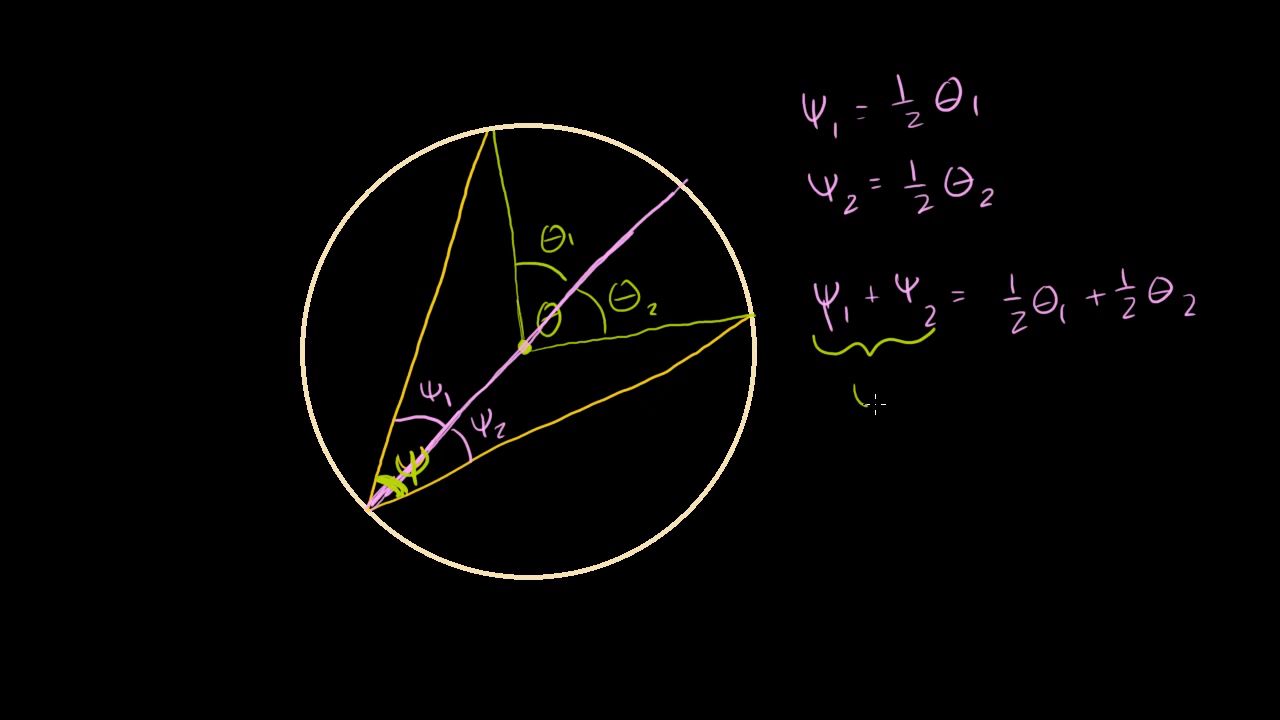 ψ₁ = 1/2 θ₁
ψ₂ = 1/2 θ₂
ψ₁ + ψ₂ = 1/2 θ₁ + 1/2 θ₂
θ₁
θ₂
θ
ψ₁
ψ₂
ψ